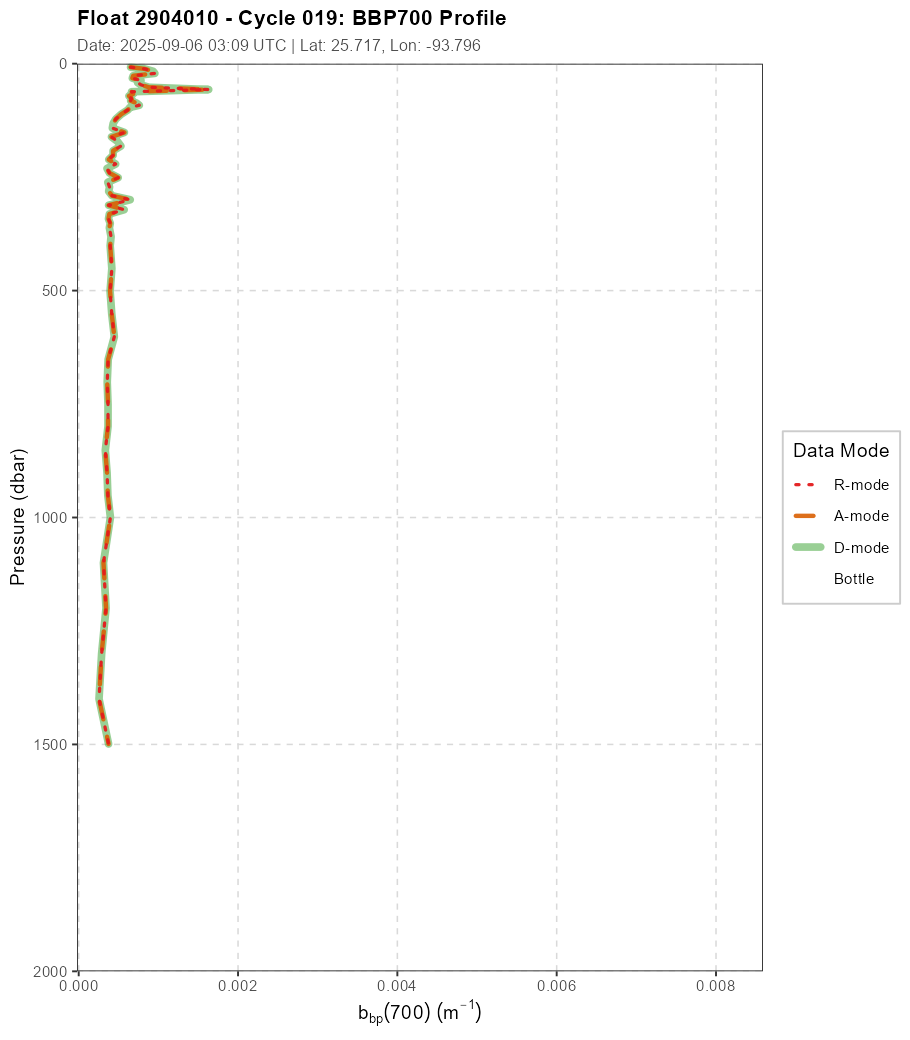 Float 2904010 - Cycle 019: BBP700 Profile
Date: 2025-09-06 03:09 UTC | Lat: 25.717, Lon: -93.796
0
500
1000
1500
2000
Pressure (dbar)
0.000
0.002
0.004
0.006
0.008
b_bp(700) (m⁻¹)
Data Mode
R-mode
A-mode
D-mode
Bottle